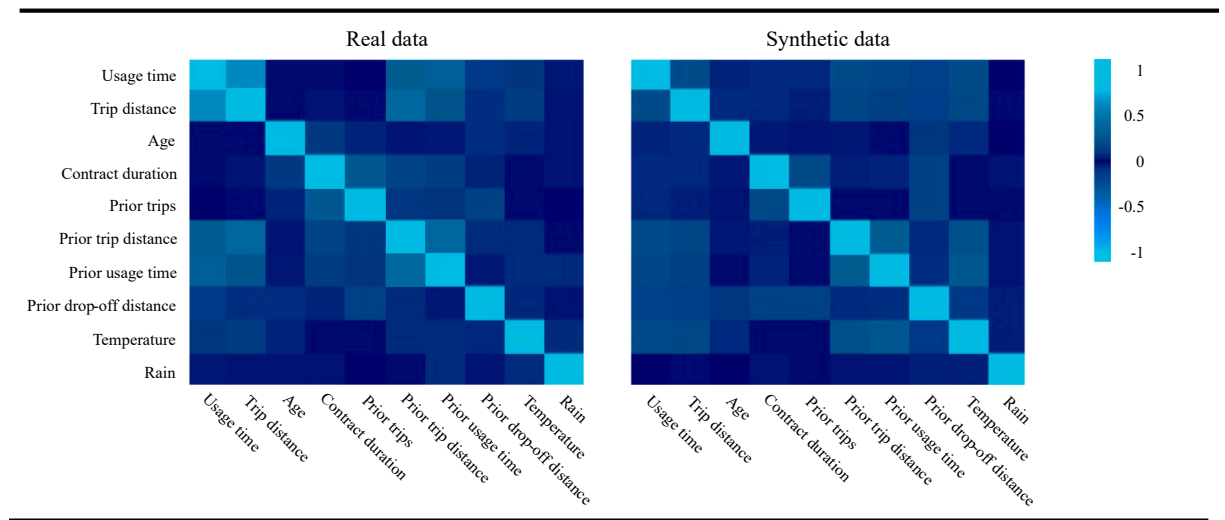 Real data
Synthetic data
Usage time
Trip distance
Age
Contract duration
Prior trips
Prior trip distance
Prior usage time
Prior drop-off distance
Temperature
Rain
1
0.5
0
-0.5
-1
Usage time
Trip distance
Age
Contract duration
Prior trips
Prior trip distance
Prior usage time
Prior drop-off distance
Temperature
Rain
Usage time
Trip distance
Age
Contract duration
Prior trips
Prior trip distance
Prior usage time
Prior drop-off distance
Temperature
Rain